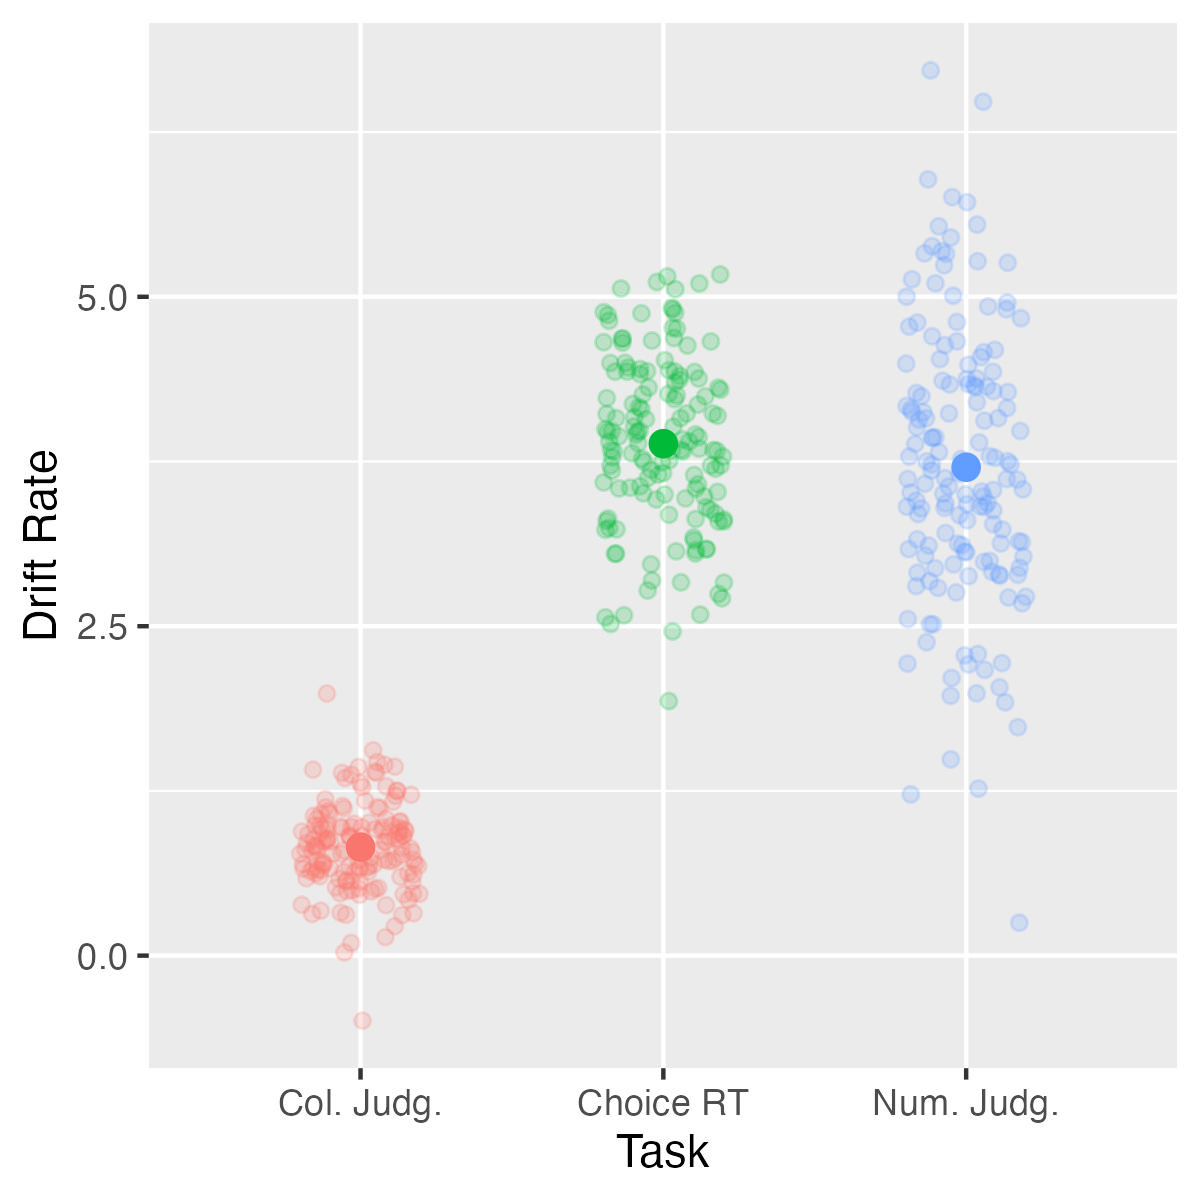 Drift Rate
5.0
2.5
0.0
Col. Judg.
Choice RT
Num. Judg.
Task